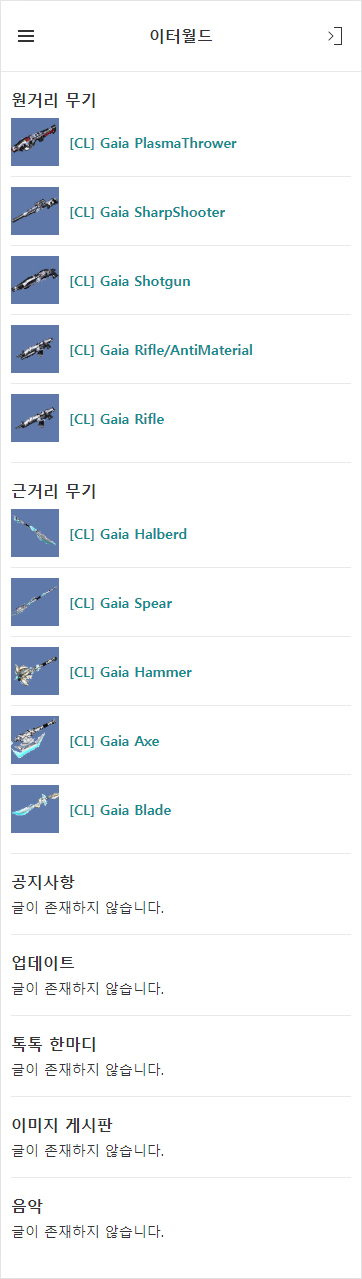 이터월드
원거리 무기
[CL] Gaia PlasmaThrower
[CL] Gaia SharpShooter
[CL] Gaia Shotgun
[CL] Gaia Rifle/AntiMaterial
[CL] Gaia Rifle
근거리 무기
[CL] Gaia Halberd
[CL] Gaia Spear
[CL] Gaia Hammer
[CL] Gaia Axe
[CL] Gaia Blade
공지사항
글이 존재하지 않습니다.
업데이트
글이 존재하지 않습니다.
톡톡 한마디
글이 존재하지 않습니다.
이미지 게시판
글이 존재하지 않습니다.
음악
글이 존재하지 않습니다.